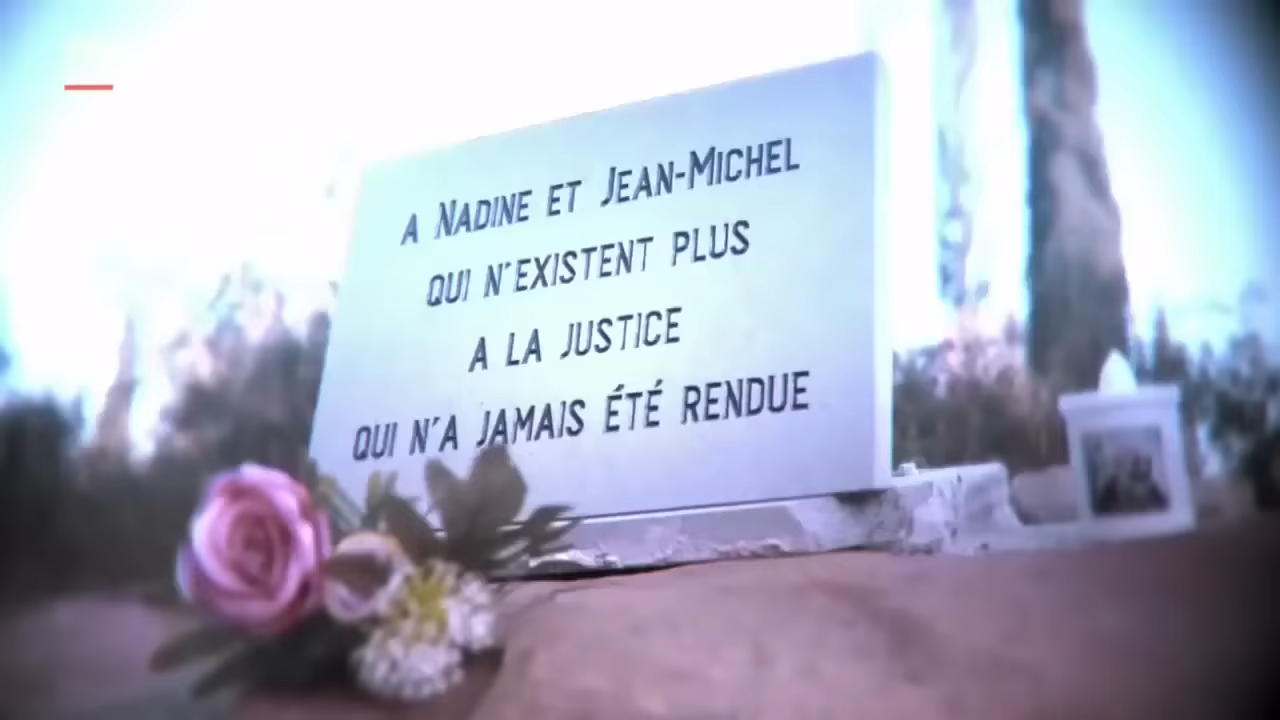 A NADINE ET JEAN-MICHEL
QUI N'EXISTENT PLUS
A LA JUSTICE
QUI N'A JAMAIS ÉTÉ RENDUE